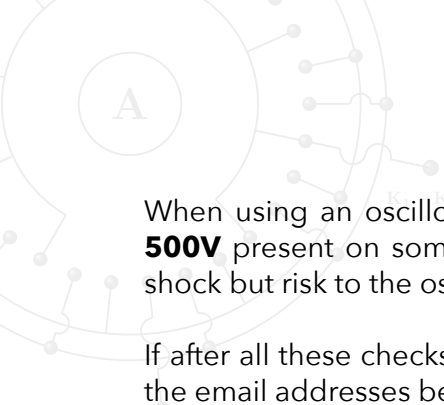 A
When using an oscillo
500V present on som
shock but risk to the os
If after all these checks
the email addresses be